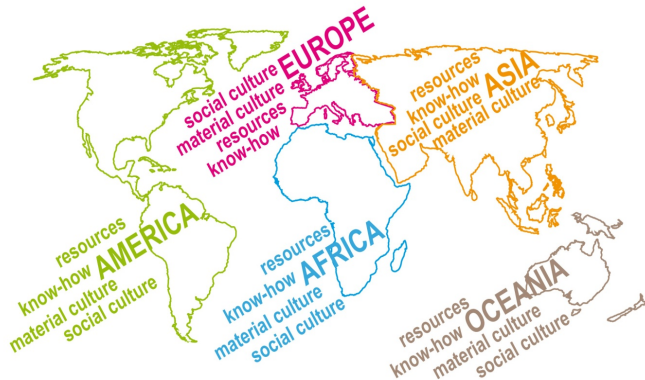 social culture
material culture EUROPE
resources
know-how
resources
know-how
social culture ASIA
material culture
resources
know-how AMERICA
material culture
social culture
resources
know-how AFRICA
material culture
social culture
resources
know-how OCEANIA
material culture
social culture